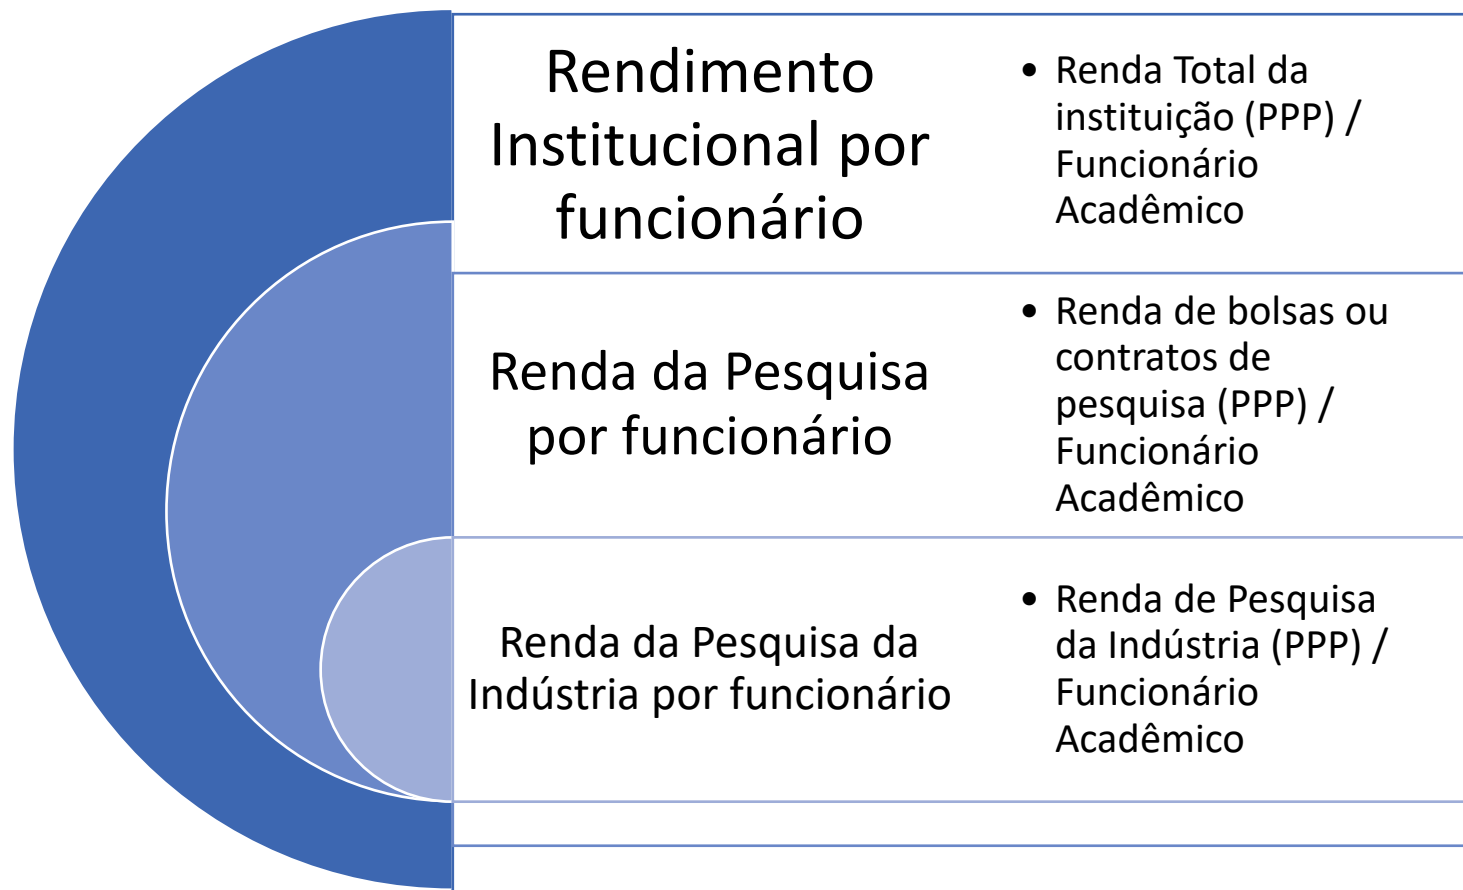 Rendimento
Institucional por
funcionário
• Renda Total da
instituição (PPP) /
Funcionário
Acadêmico
Renda da Pesquisa
por funcionário
• Renda de bolsas ou
contratos de
pesquisa (PPP) /
Funcionário
Acadêmico
Renda da Pesquisa da
Indústria por funcionário
• Renda de Pesquisa
da Indústria (PPP) /
Funcionário
Acadêmico